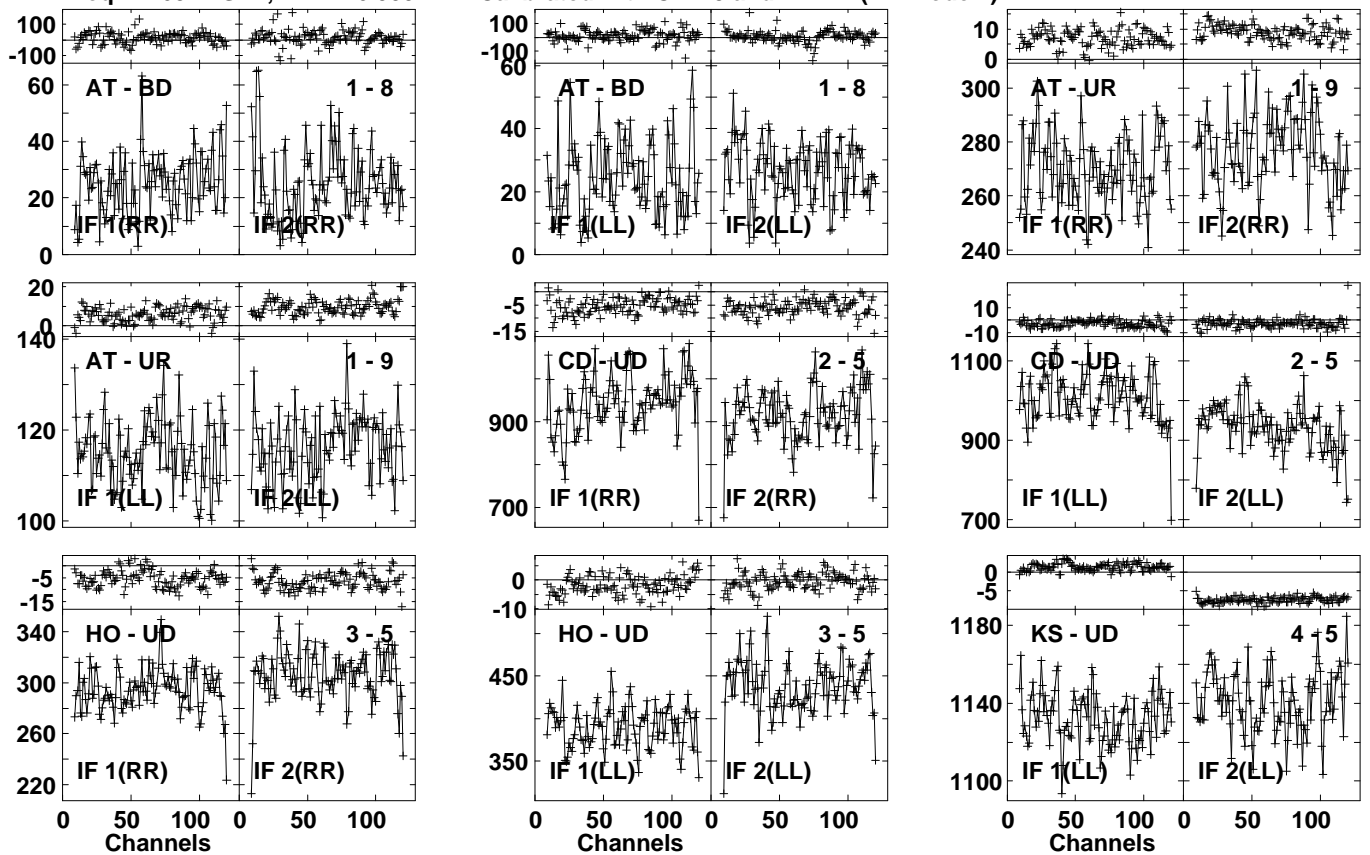 100 100 10
-100 -100 0
60 AT - BD 1 - 8 60 AT - BD 1 - 8 300 AT - UR 1 - 9
40 40 280
20 20 260
IF 1(RR) IF 2(RR) IF 1(LL) IF 2(LL) IF 1(RR) IF 2(RR)
0 0 240
20 -5 10
0 -15 -10
140 AT - UR 1 - 9 CD - UD 2 - 5 1100 CD - UD 2 - 5
120 900 900
IF 1(LL) IF 2(LL) IF 1(RR) IF 2(RR) IF 1(LL) IF 2(LL)
100 700 700
-5 0 0
-15 -10 -5
340 HO - UD 3 - 5 HO - UD 3 - 5 1180 KS - UD 4 - 5
300 450 1140
260 350 1100
220 IF 1(RR) IF 2(RR) IF 1(LL) IF 2(LL) IF 1(LL) IF 2(LL)
0 50 100 0 50 100 0 50 100 0 50 100 0 50 100 0 50 100
Channels Channels Channels